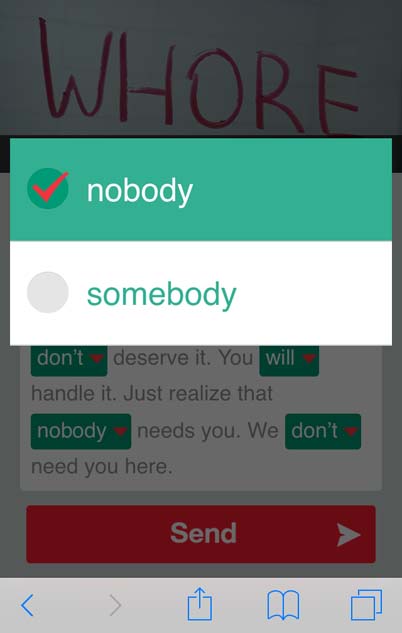 WHORE
nobody
somebody
don't deserve it. You will
handle it. Just realize that
nobody needs you. We don't
need you here.
Send